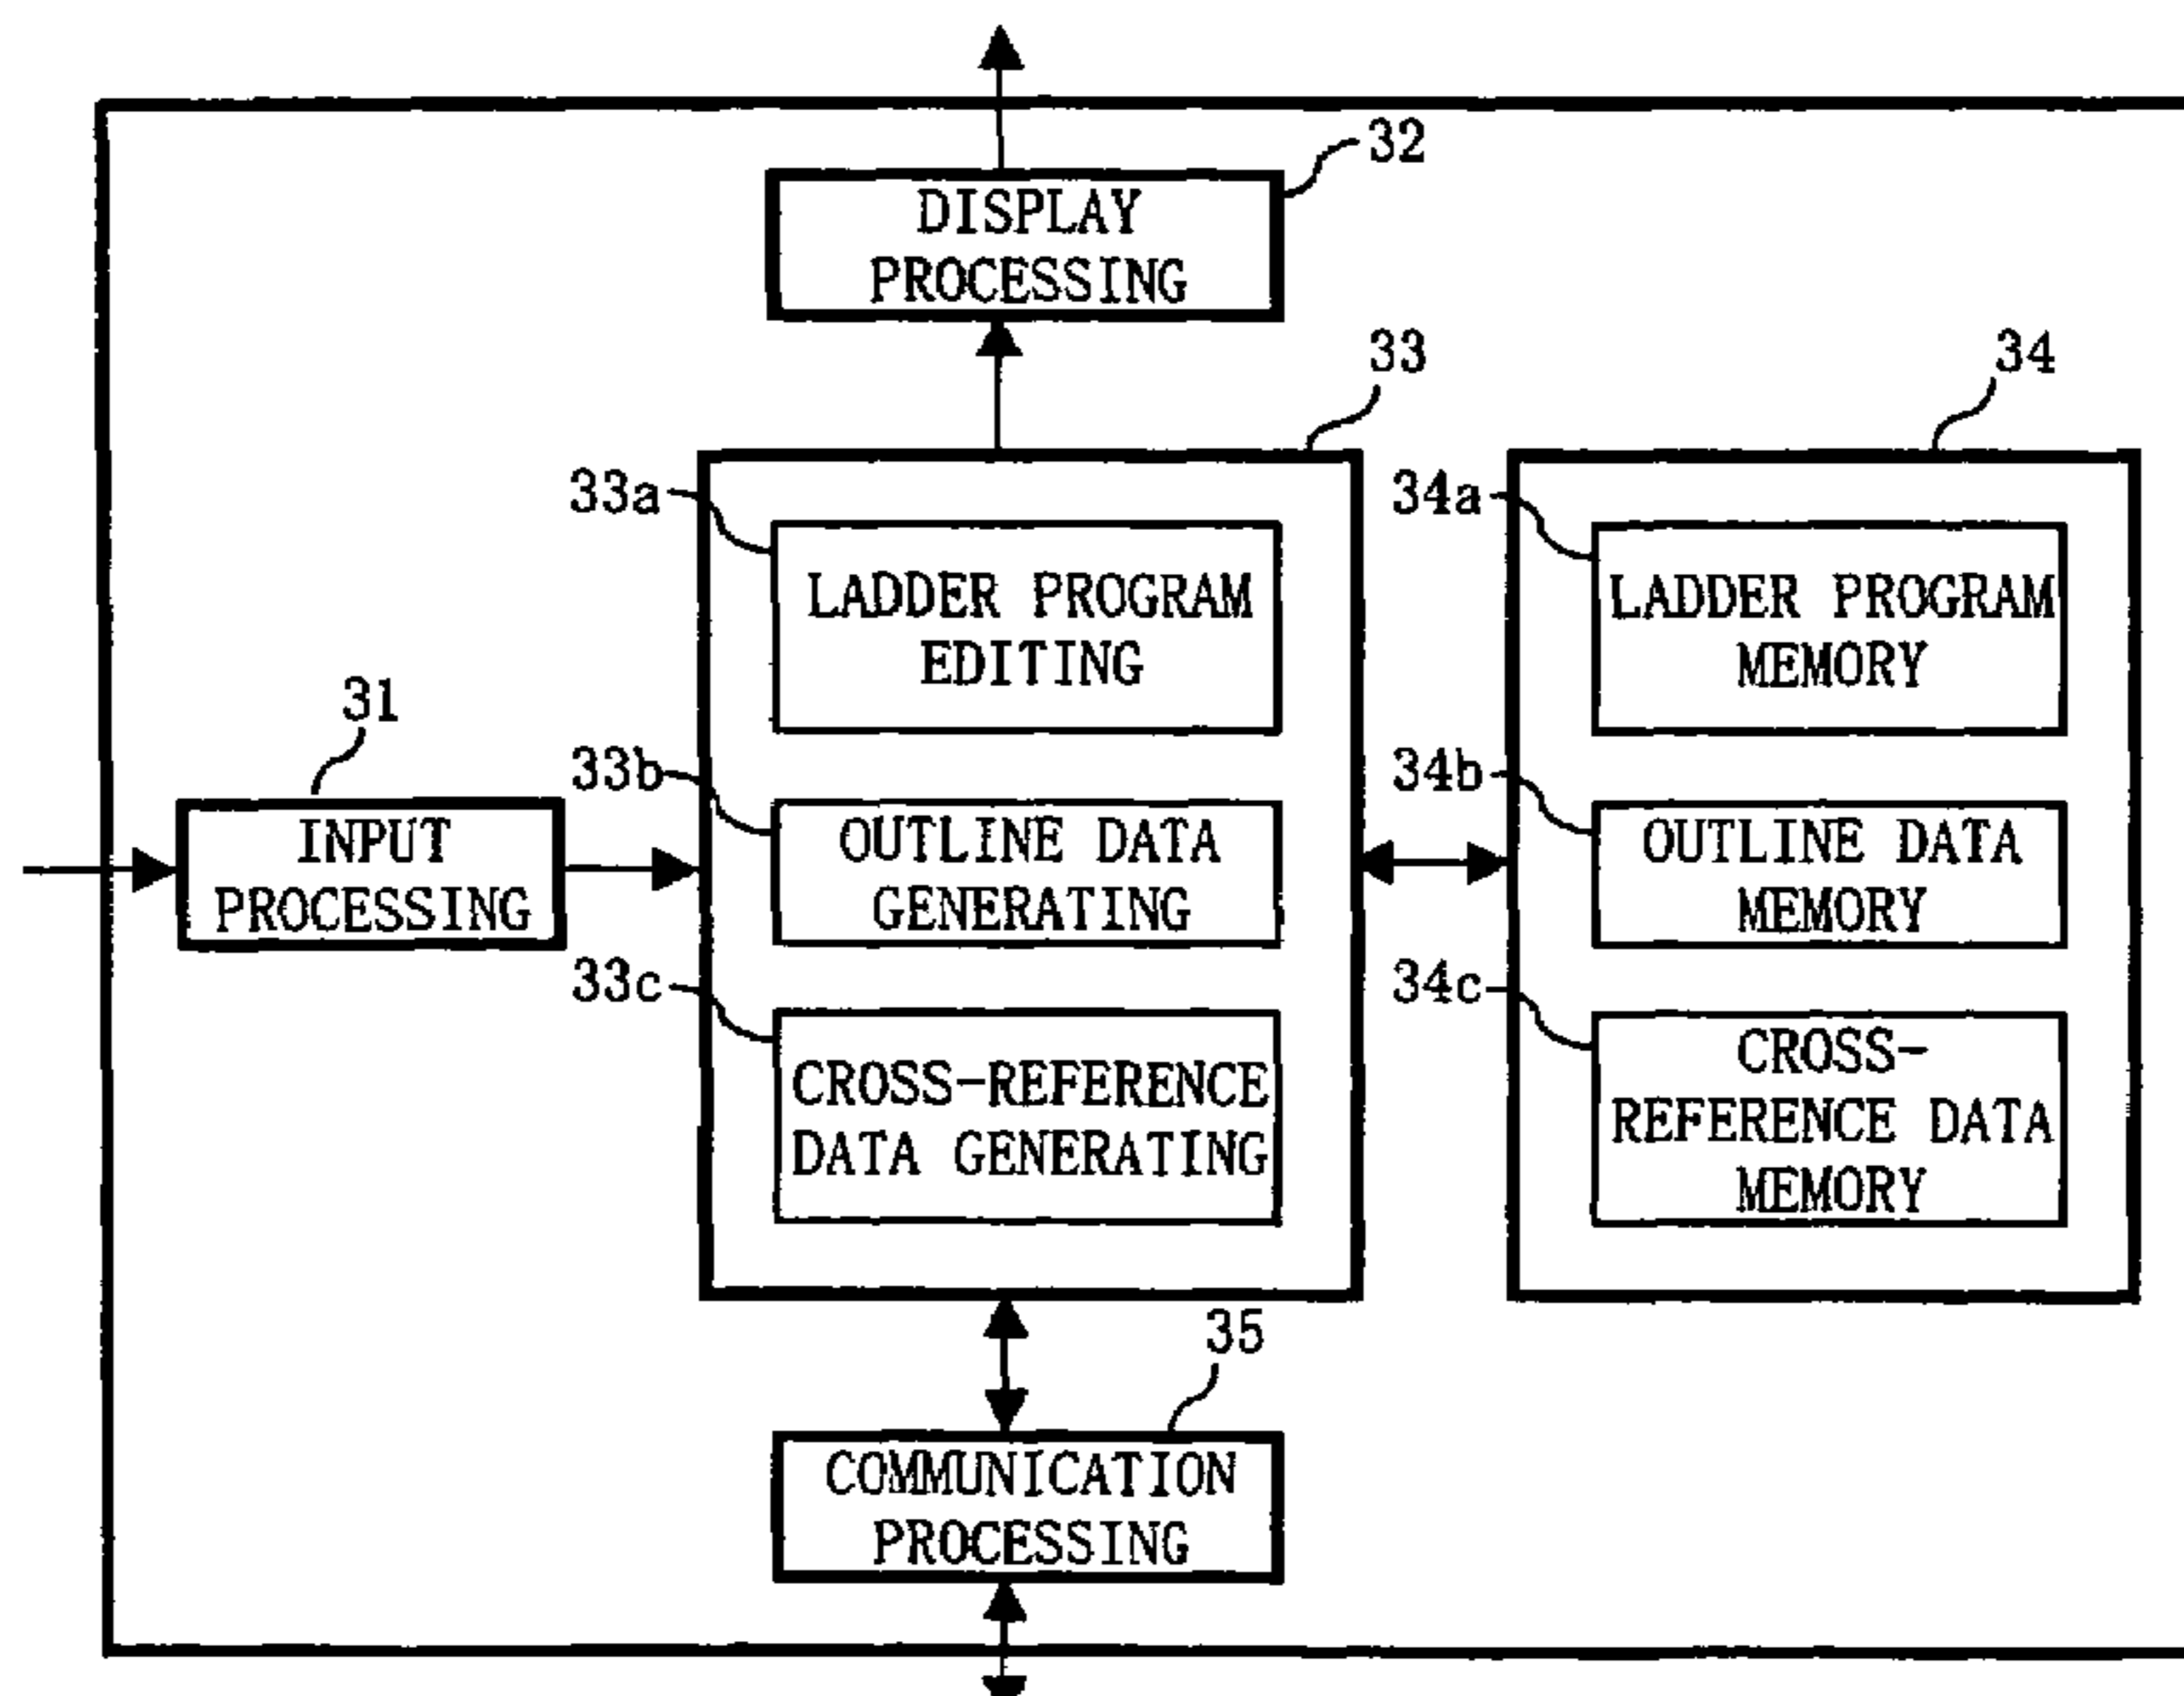 32
DISPLAY
PROCESSING
33
34
33a
34a
LADDER PROGRAM
EDITING
LADDER PROGRAM
MEMORY
31
33b
34b
INPUT
PROCESSING
OUTLINE DATA
GENERATING
OUTLINE DATA
MEMORY
33c
34c
CROSS-REFERENCE
DATA GENERATING
CROSS-
REFERENCE DATA
MEMORY
35
COMMUNICATION
PROCESSING